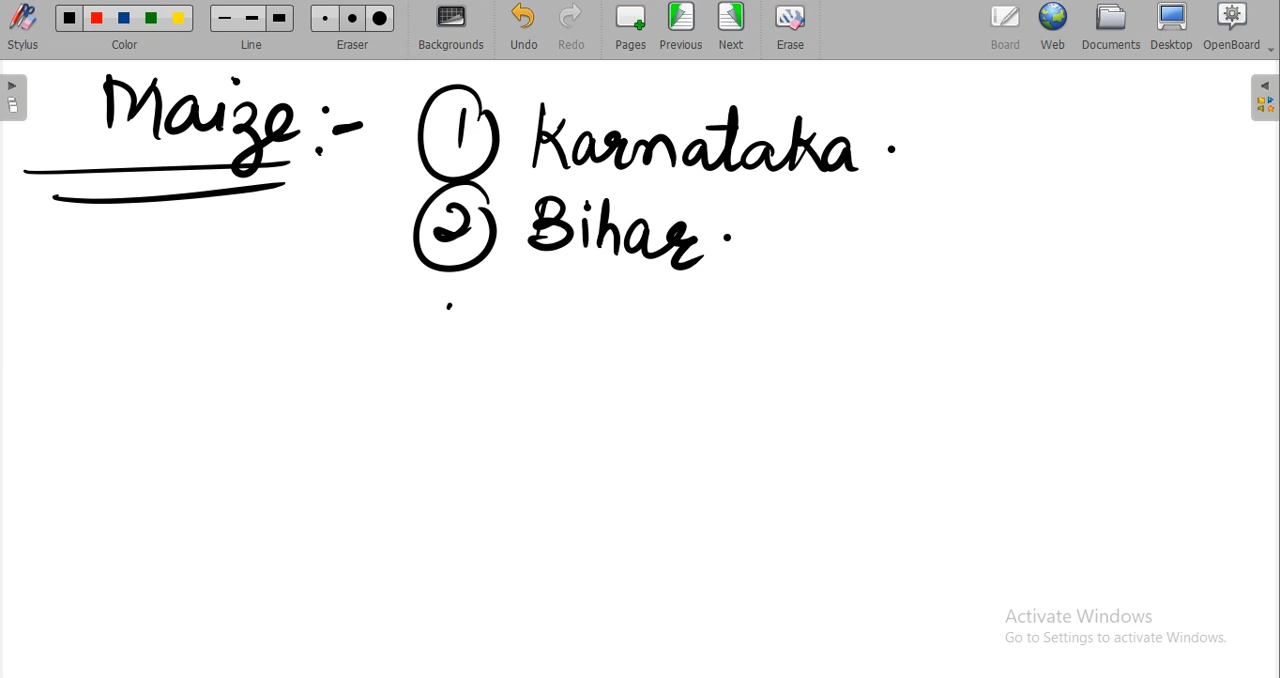 Stylus
Color
Line
Eraser
Backgrounds
Undo
Redo
Pages
Previous
Next
Erase
Board
Web
Documents
Desktop
OpenBoard
Maize :- 1 Karnataka.
2 Bihar.
.
Activate Windows
Go to Settings to activate Windows.